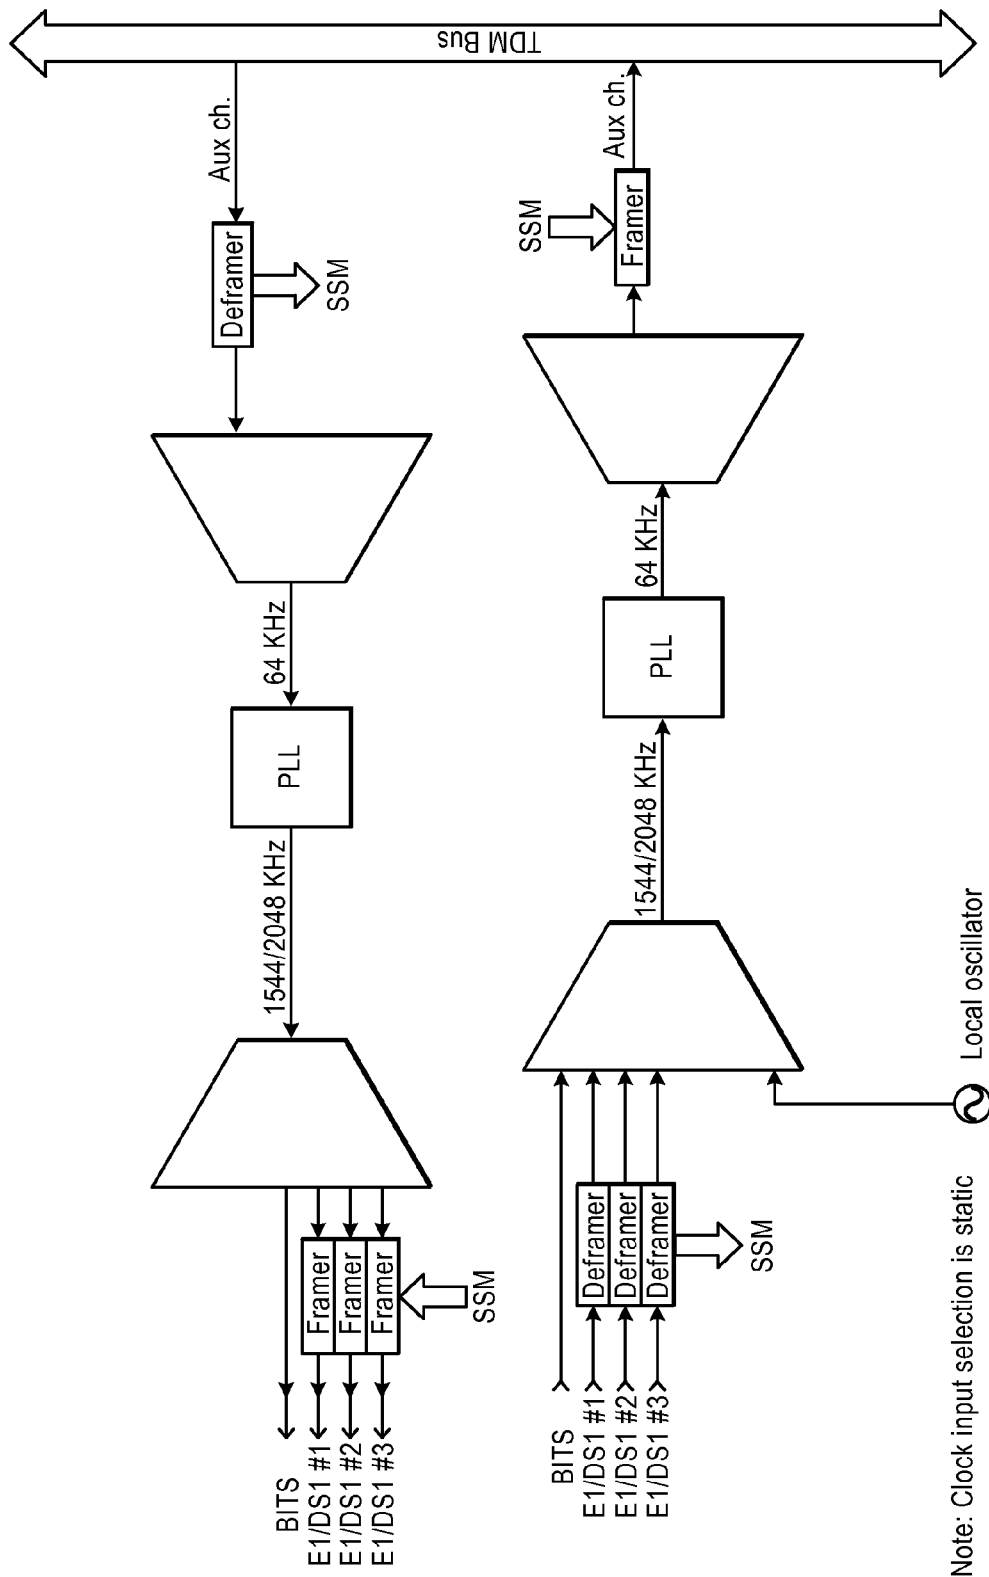 BITS
E1/DS1 #1
E1/DS1 #2
E1/DS1 #3
Framer
Framer
Framer
SSM
1544/2048 KHz
PLL
64 KHz
Deframer
SSM
Aux ch.
TDM Bus
BITS
E1/DS1 #1
E1/DS1 #2
E1/DS1 #3
Deframer
Deframer
Deframer
SSM
1544/2048 KHz
PLL
64 KHz
SSM
Framer
Aux ch.
Local oscillator
Note: Clock input selection is static